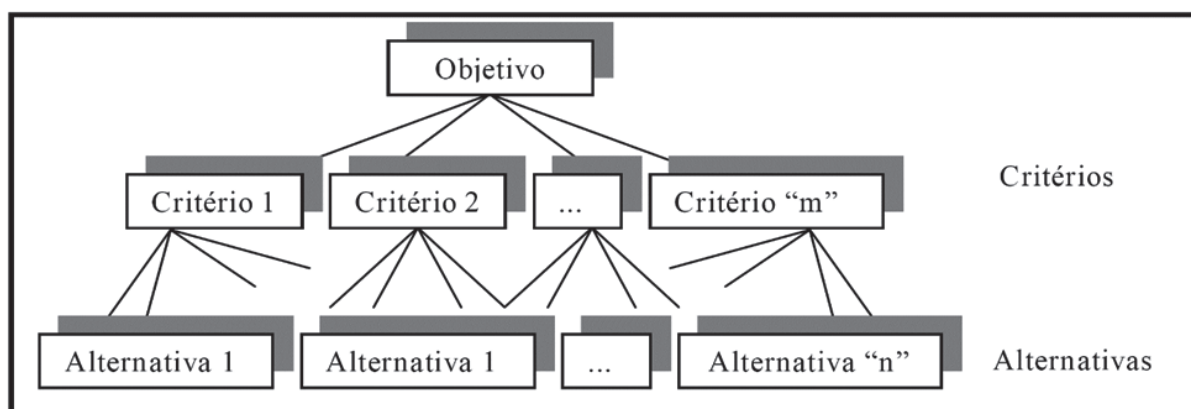 Objetivo
Critério 1 Critério 2 ... Critério “m” Critérios
Alternativa 1 Alternativa 1 ... Alternativa “n” Alternativas